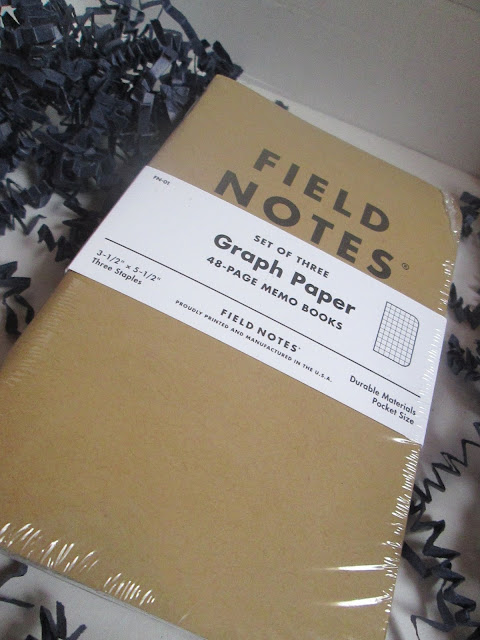 FIELD
NOTES®
FN-01
SET OF THREE
Graph Paper
48-PAGE MEMO BOOKS
3-1/2" × 5-1/2"
Three Staples
FIELD NOTES®
PROUDLY PRINTED AND MANUFACTURED IN THE U.S.A.
Durable Materials
Pocket Size